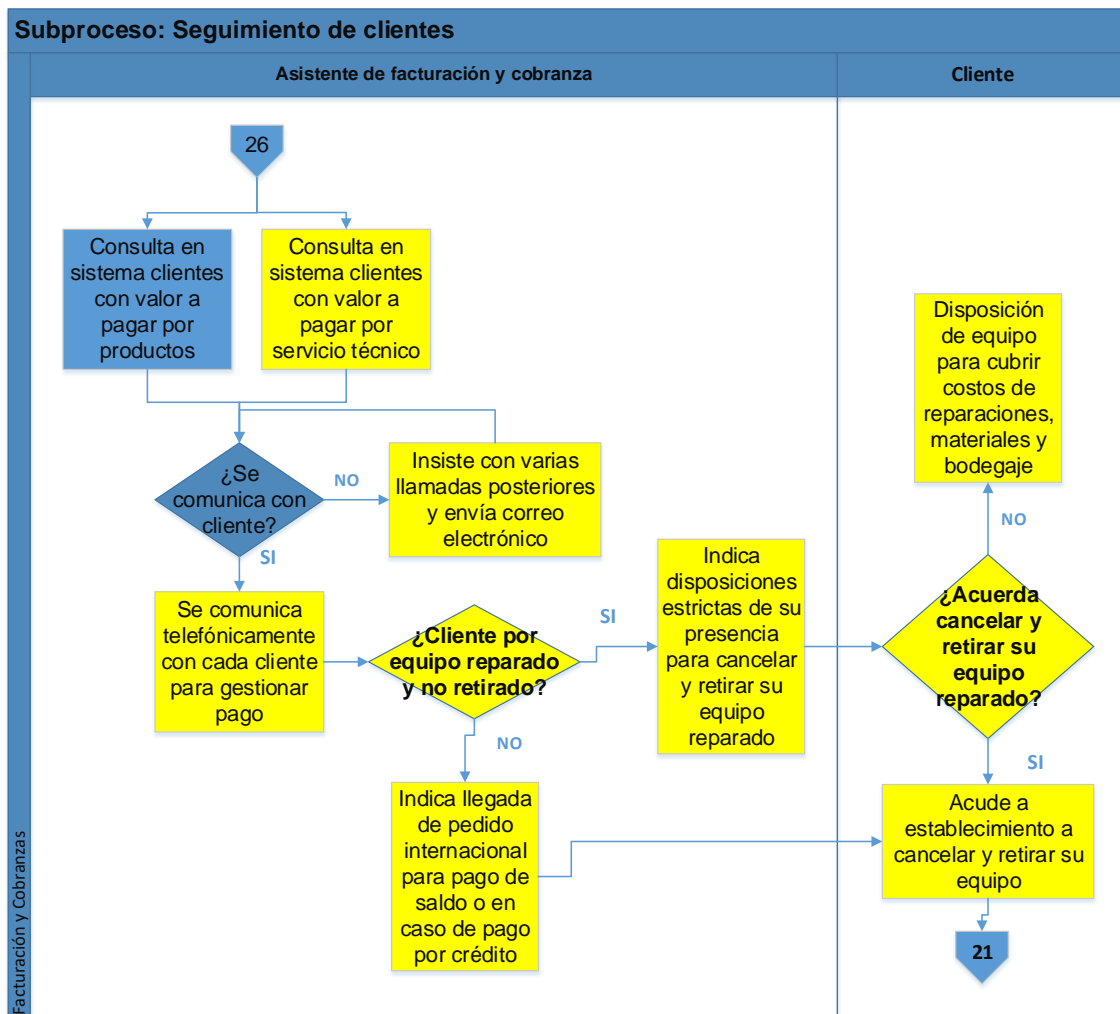 Subproceso: Seguimiento de clientes
Asistente de facturación y cobranza
Cliente
Facturación y Cobranzas
26
Consulta en
sistema clientes
con valor a
pagar por
productos
Consulta en
sistema clientes
con valor a
pagar por
servicio técnico
¿Se
comunica con
cliente?
NO
Insiste con varias
llamadas posteriores
y envía correo
electrónico
SI
Se comunica
telefónicamente
con cada cliente
para gestionar
pago
¿Cliente por
equipo reparado
y no retirado?
SI
Indica
disposiciones
estrictas de su
presencia
para cancelar
y retirar su
equipo
reparado
NO
Indica llegada
de pedido
internacional
para pago de
saldo o en
caso de pago
por crédito
Disposición
de equipo
para cubrir
costos de
reparaciones,
materiales y
bodegaje
NO
¿Acuerda
cancelar y
retirar su
equipo
reparado?
SI
Acude a
establecimiento a
cancelar y retirar su
equipo
21